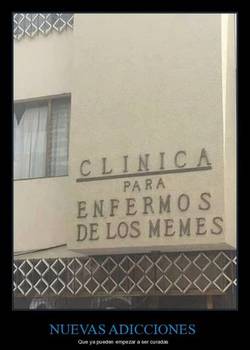 CLINICA
PARA
ENFERMOS
DE LOS MEMES
NUEVAS ADICCIONES
Que ya pueden empezar a ser curadas